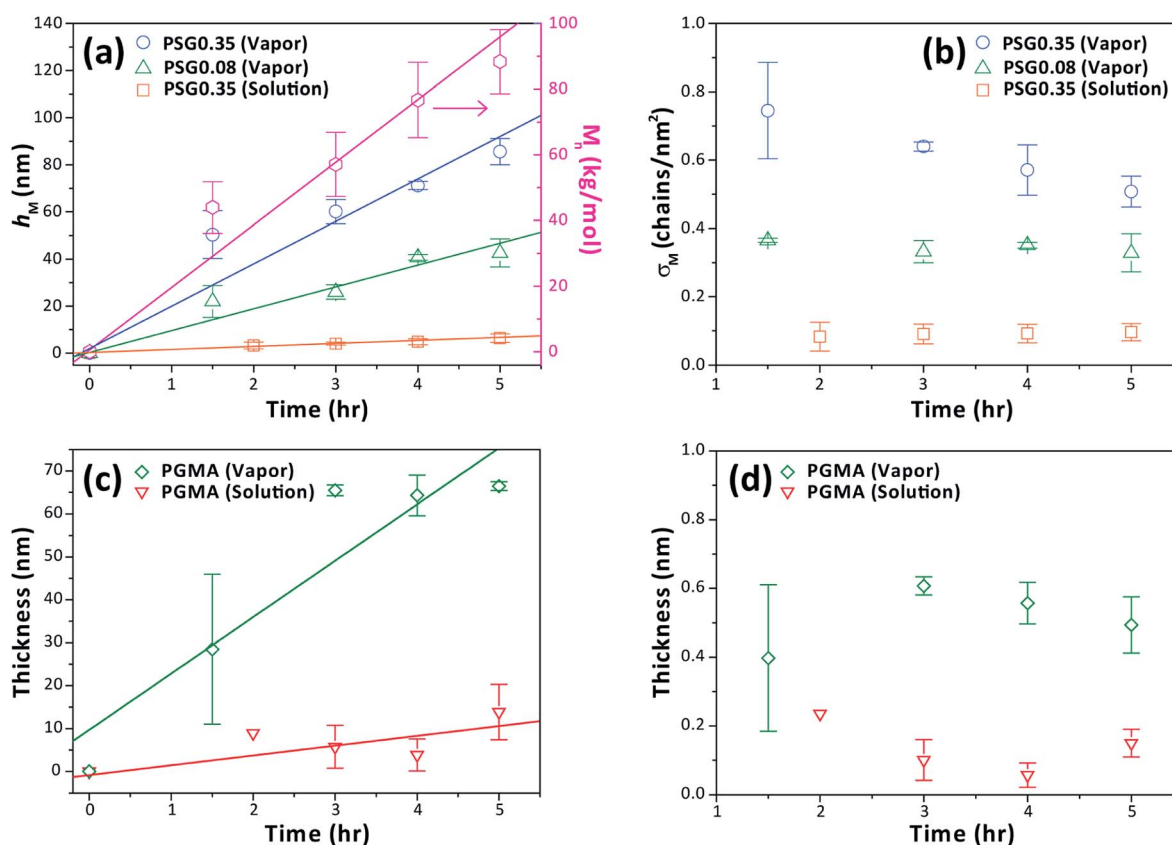 (a)
PSG0.35 (Vapor)
PSG0.08 (Vapor)
PSG0.35 (Solution)
140
120
100
80
60
40
20
0
hM (nm)
100
80
60
40
20
0
Mn (kg/mol)
0 1 2 3 4 5
Time (hr)
(b)
PSG0.35 (Vapor)
PSG0.08 (Vapor)
PSG0.35 (Solution)
1.0
0.8
0.6
0.4
0.2
0.0
σM (chains/nm²)
1 2 3 4 5
Time (hr)
(c)
PGMA (Vapor)
PGMA (Solution)
70
60
50
40
30
20
10
0
Thickness (nm)
0 1 2 3 4 5
Time (hr)
(d)
PGMA (Vapor)
PGMA (Solution)
1.0
0.8
0.6
0.4
0.2
0.0
Thickness (nm)
1 2 3 4 5
Time (hr)